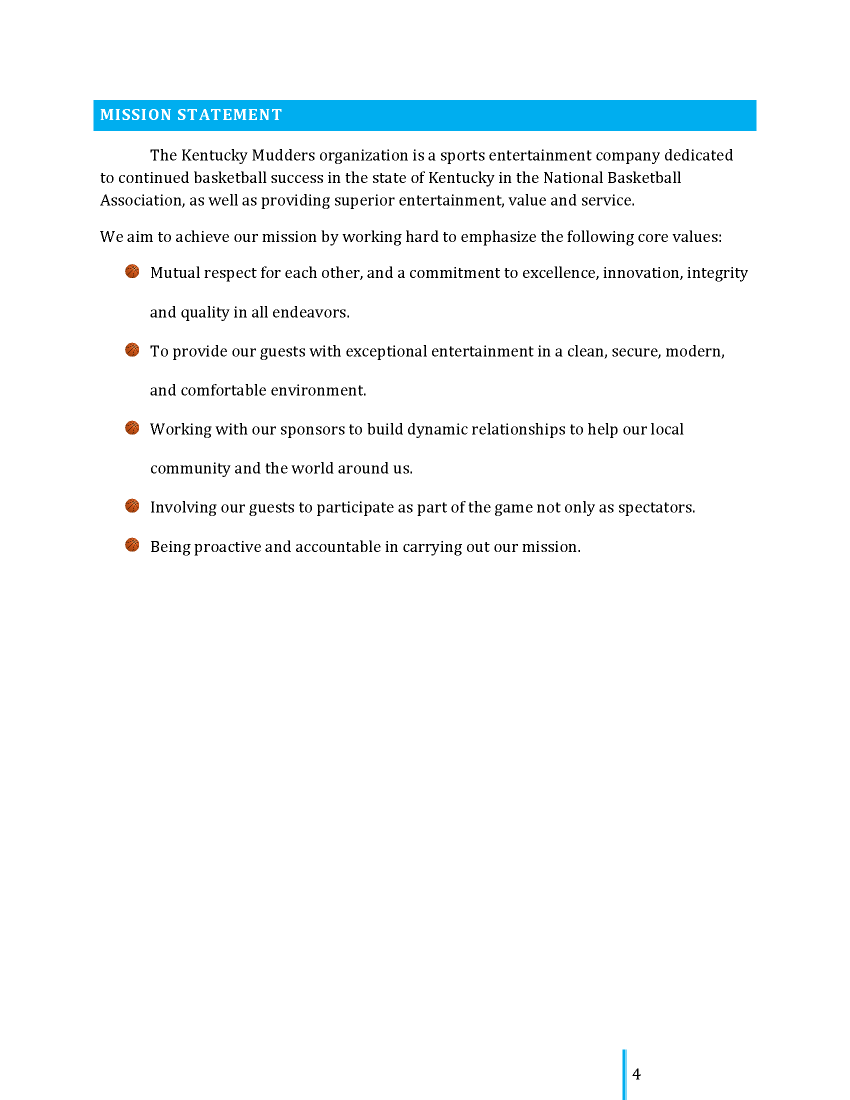 MISSION STATEMENT
The Kentucky Mudders organization is a sports entertainment company dedicated
to continued basketball success in the state of Kentucky in the National Basketball
Association, as well as providing superior entertainment, value and service.
We aim to achieve our mission by working hard to emphasize the following core values:
Mutual respect for each other, and a commitment to excellence, innovation, integrity
and quality in all endeavors.
To provide our guests with exceptional entertainment in a clean, secure, modern,
and comfortable environment.
Working with our sponsors to build dynamic relationships to help our local
community and the world around us.
Involving our guests to participate as part of the game not only as spectators.
Being proactive and accountable in carrying out our mission.
4